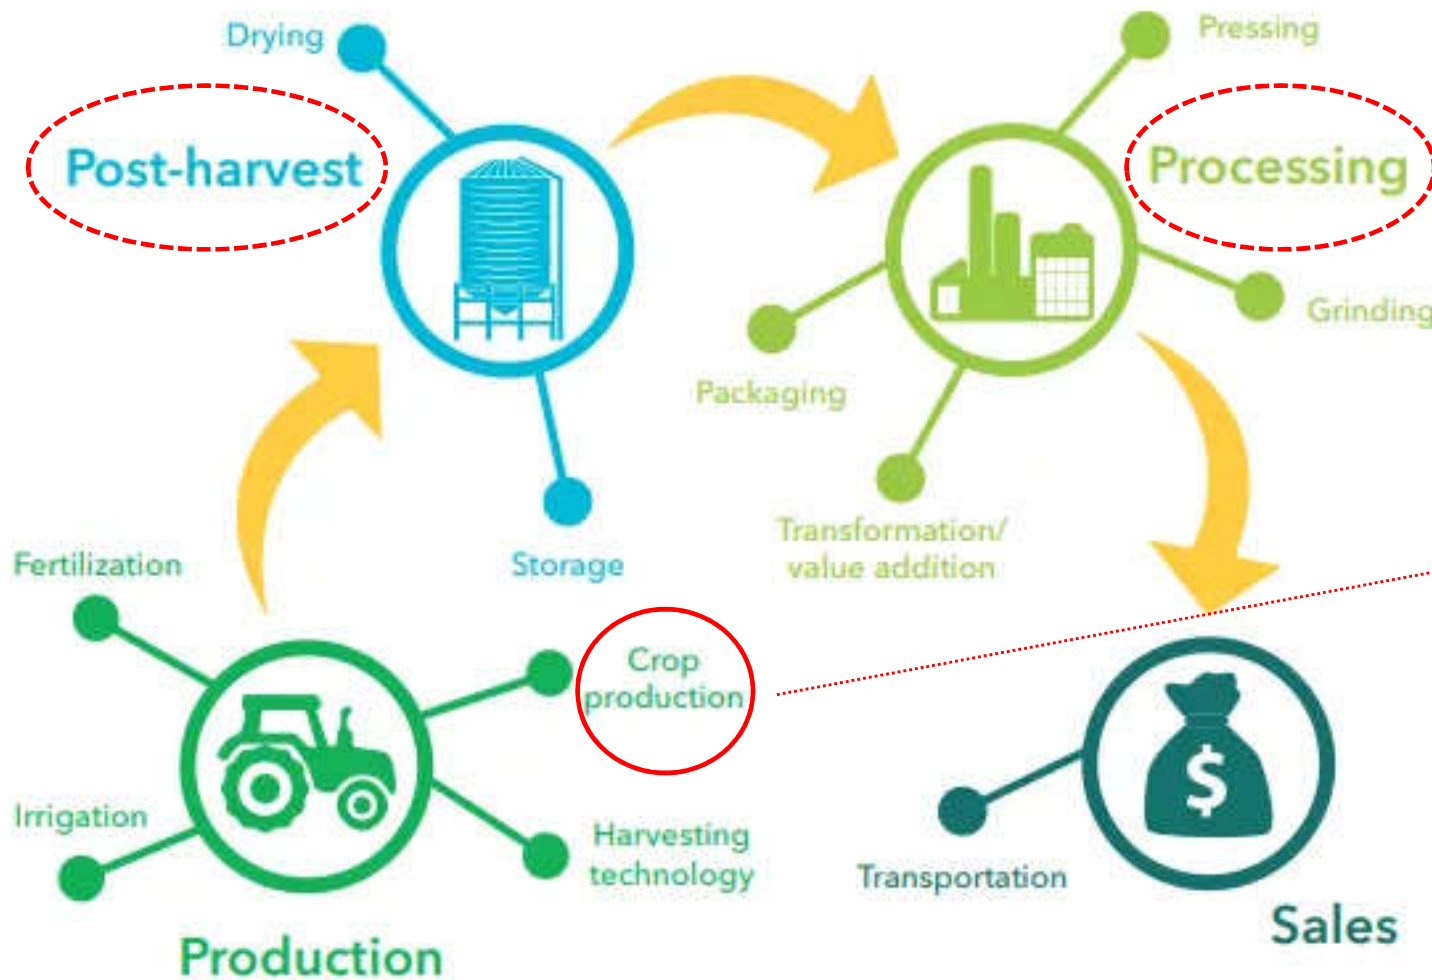 Drying
Post-harvest
Storage
Pressing
Processing
Grinding
Packaging
Transformation/
value addition
Fertilization
Crop
production
Irrigation
Harvesting
technology
Production
$
Transportation
Sales